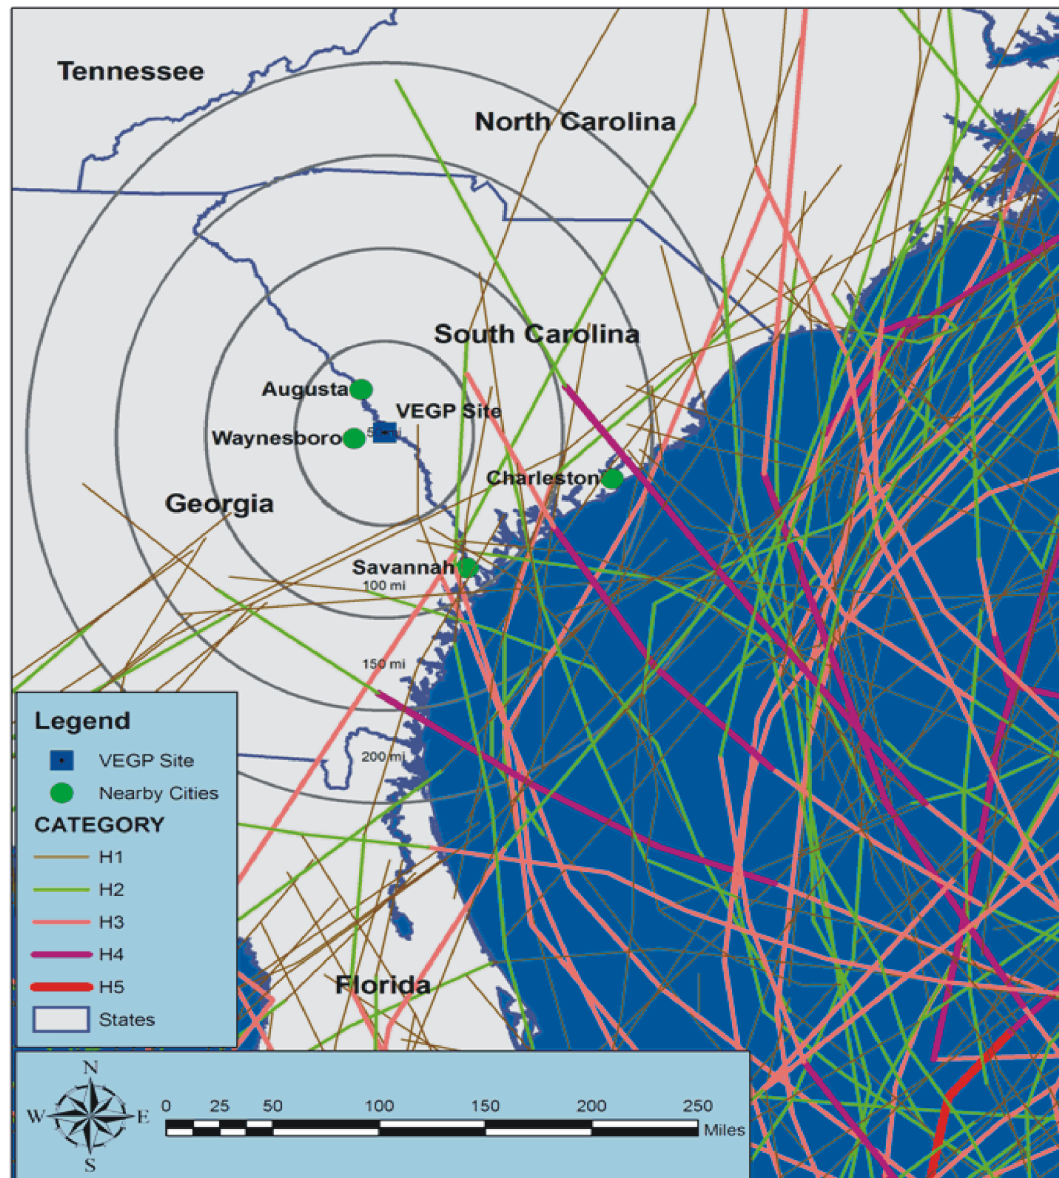 Tennessee
North Carolina
South Carolina
Augusta
VEGP Site
Waynesboro
Charleston
Georgia
Savannah
100 mi
150 mi
200 mi
Florida
Legend
VEGP Site
Nearby Cities
CATEGORY
H1
H2
H3
H4
H5
States
N
W E
S
0 25 50 100 150 200 250
Miles